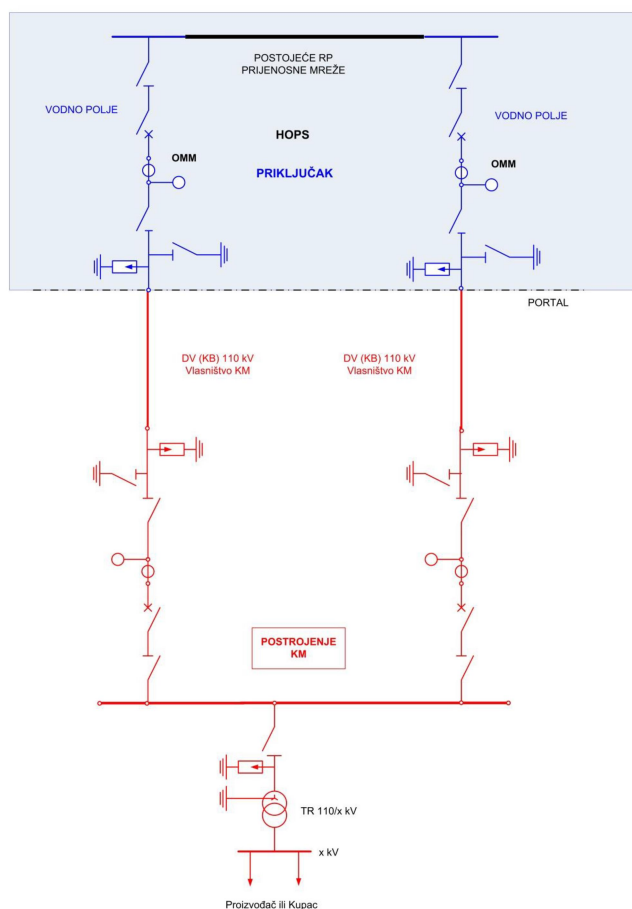 POSTOJEĆE RP
PRIJENOSNE MREŽE
VODNO POLJE
VODNO POLJE
HOPS
OMM
OMM
PRIKLJUČAK
PORTAL
DV (KB) 110 kV
Vlasništvo KM
DV (KB) 110 kV
Vlasništvo KM
POSTROJENJE
KM
TR 110/x kV
x kV
Proizvođač ili Kupac